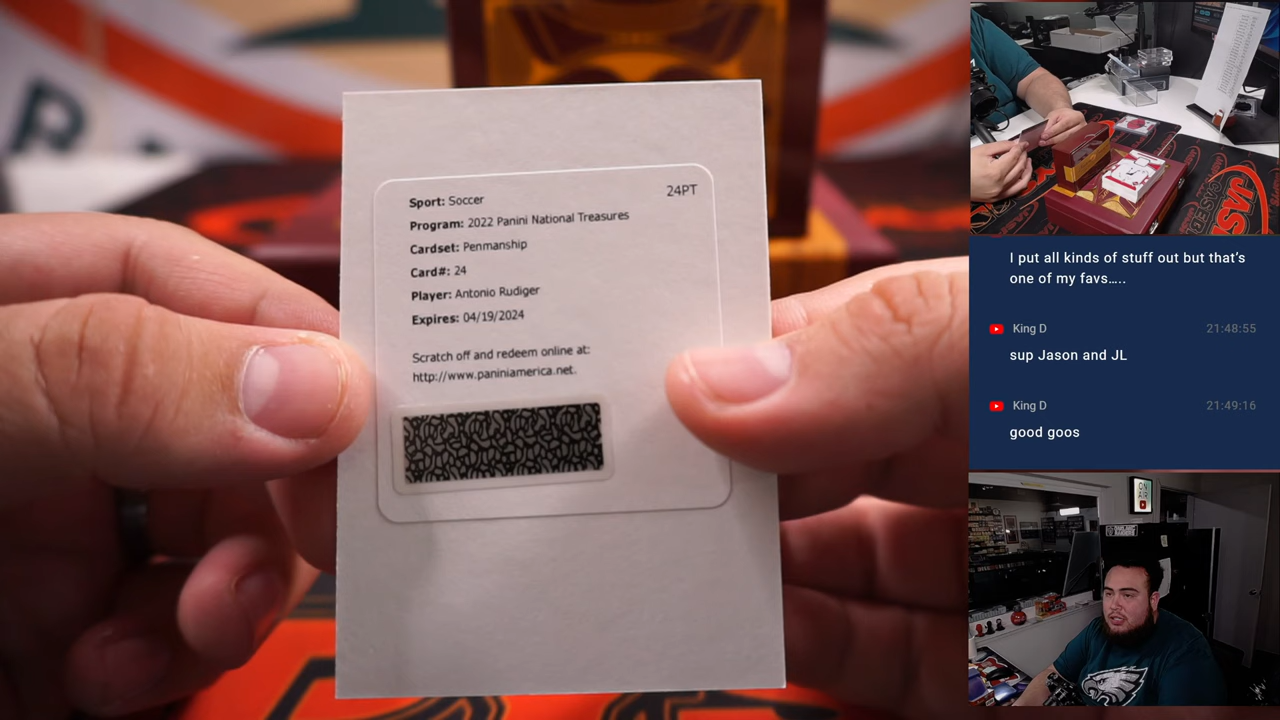 24PT
Sport: Soccer
Program: 2022 Panini National Treasures
Cardset: Penmanship
Card#: 24
Player: Antonio Rudiger
Expires: 04/19/2024
Scratch off and redeem online at:
http://www.paniniamerica.net.
I put all kinds of stuff out but that's
one of my favs.....
King D 21:48:55
sup Jason and JL
King D 21:49:16
good goos
ON
AIR